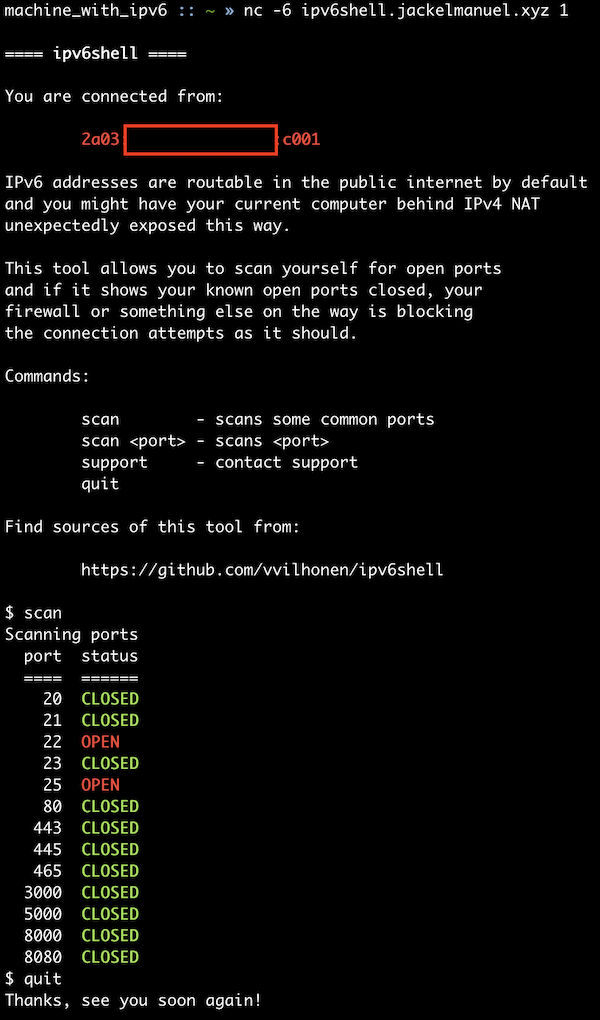 machine_with_ipv6 :: ~ » nc -6 ipv6shell.jackelmanuel.xyz 1
==== ipv6shell ====
You are connected from:
2a03 :c001
IPv6 addresses are routable in the public internet by default
and you might have your current computer behind IPv4 NAT
unexpectedly exposed this way.
This tool allows you to scan yourself for open ports
and if it shows your known open ports closed, your
firewall or something else on the way is blocking
the connection attempts as it should.
Commands:
scan - scans some common ports
scan <port> - scans <port>
support - contact support
quit
Find sources of this tool from:
https://github.com/vvilhonen/ipv6shell
$ scan
Scanning ports
port status
==== ======
20 CLOSED
21 CLOSED
22 OPEN
23 CLOSED
25 OPEN
80 CLOSED
443 CLOSED
445 CLOSED
465 CLOSED
3000 CLOSED
5000 CLOSED
8000 CLOSED
8080 CLOSED
$ quit
Thanks, see you soon again!